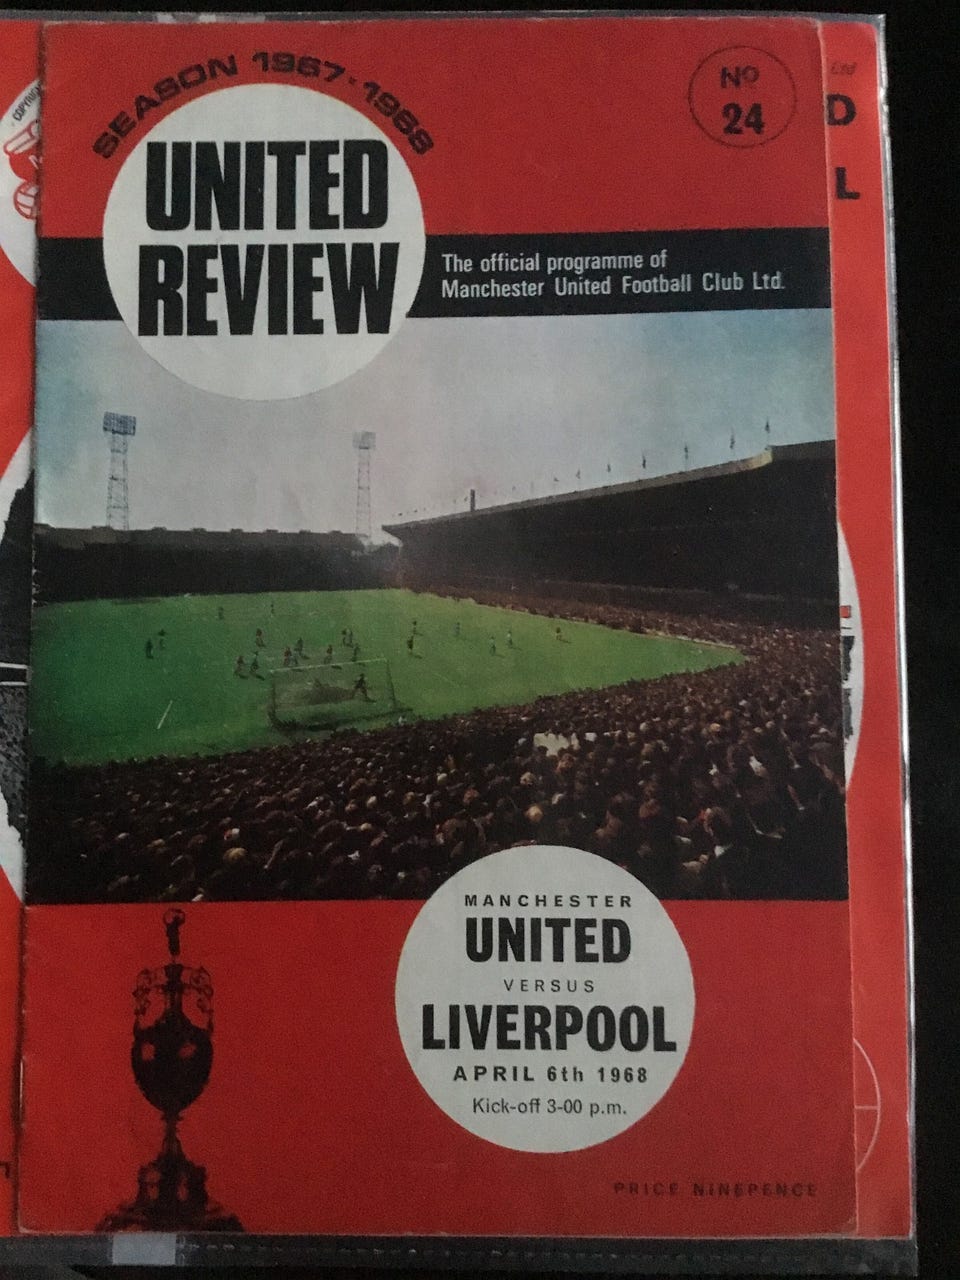 SEASON 1967·1968
Nº
24
UNITED
REVIEW
The official programme of
Manchester United Football Club Ltd.
MANCHESTER
UNITED
VERSUS
LIVERPOOL
APRIL 6th 1968
Kick-off 3-00 p.m.
PRICE NINEPENCE
Ltd
D
L